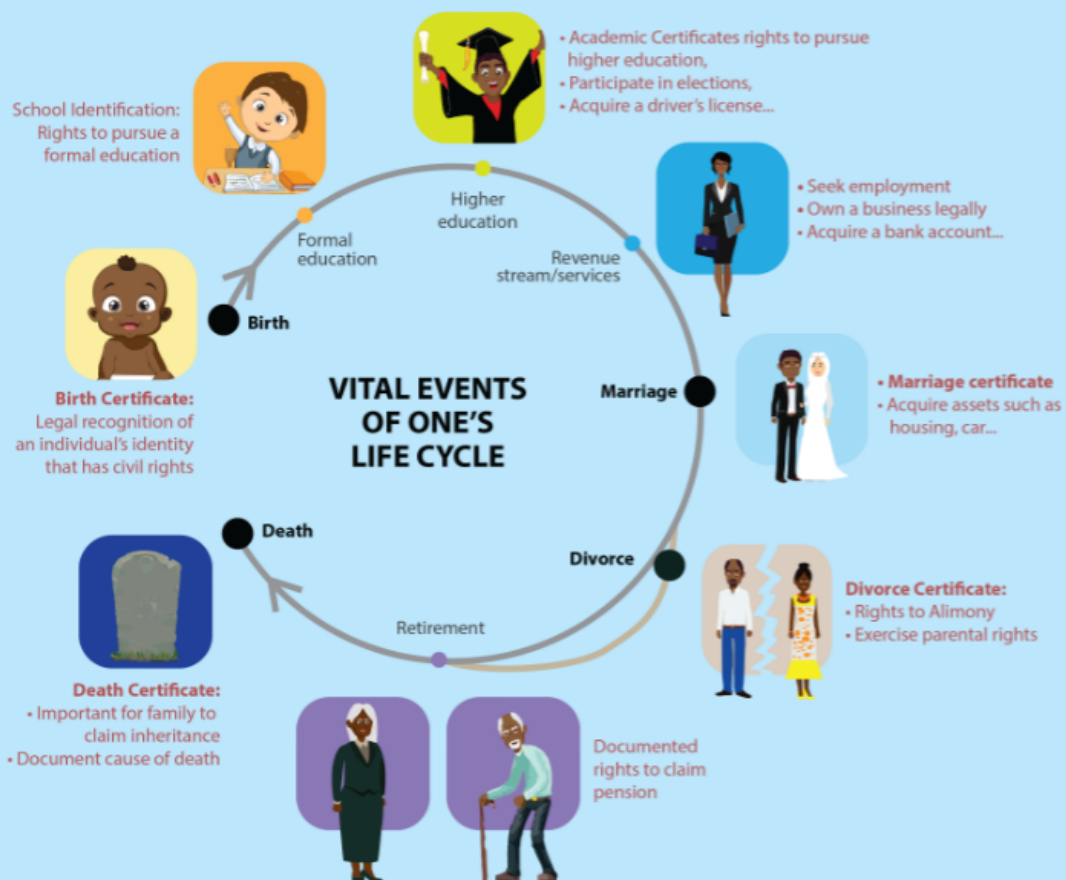 • Academic Certificates rights to pursue
higher education,
• Participate in elections,
• Acquire a driver's license...
School Identification:
Rights to pursue a
formal education
Higher
education
• Seek employment
• Own a business legally
• Acquire a bank account...
Formal
education
Revenue
stream/services
Birth
Birth Certificate:
Legal recognition of
an individual's identity
that has civil rights
VITAL EVENTS
OF ONE'S
LIFE CYCLE
Marriage
• Marriage certificate
• Acquire assets such as
housing, car...
Death
Divorce
Divorce Certificate:
• Rights to Alimony
• Exercise parental rights
Retirement
Death Certificate:
• Important for family to
claim inheritance
• Document cause of death
Documented
rights to claim
pension